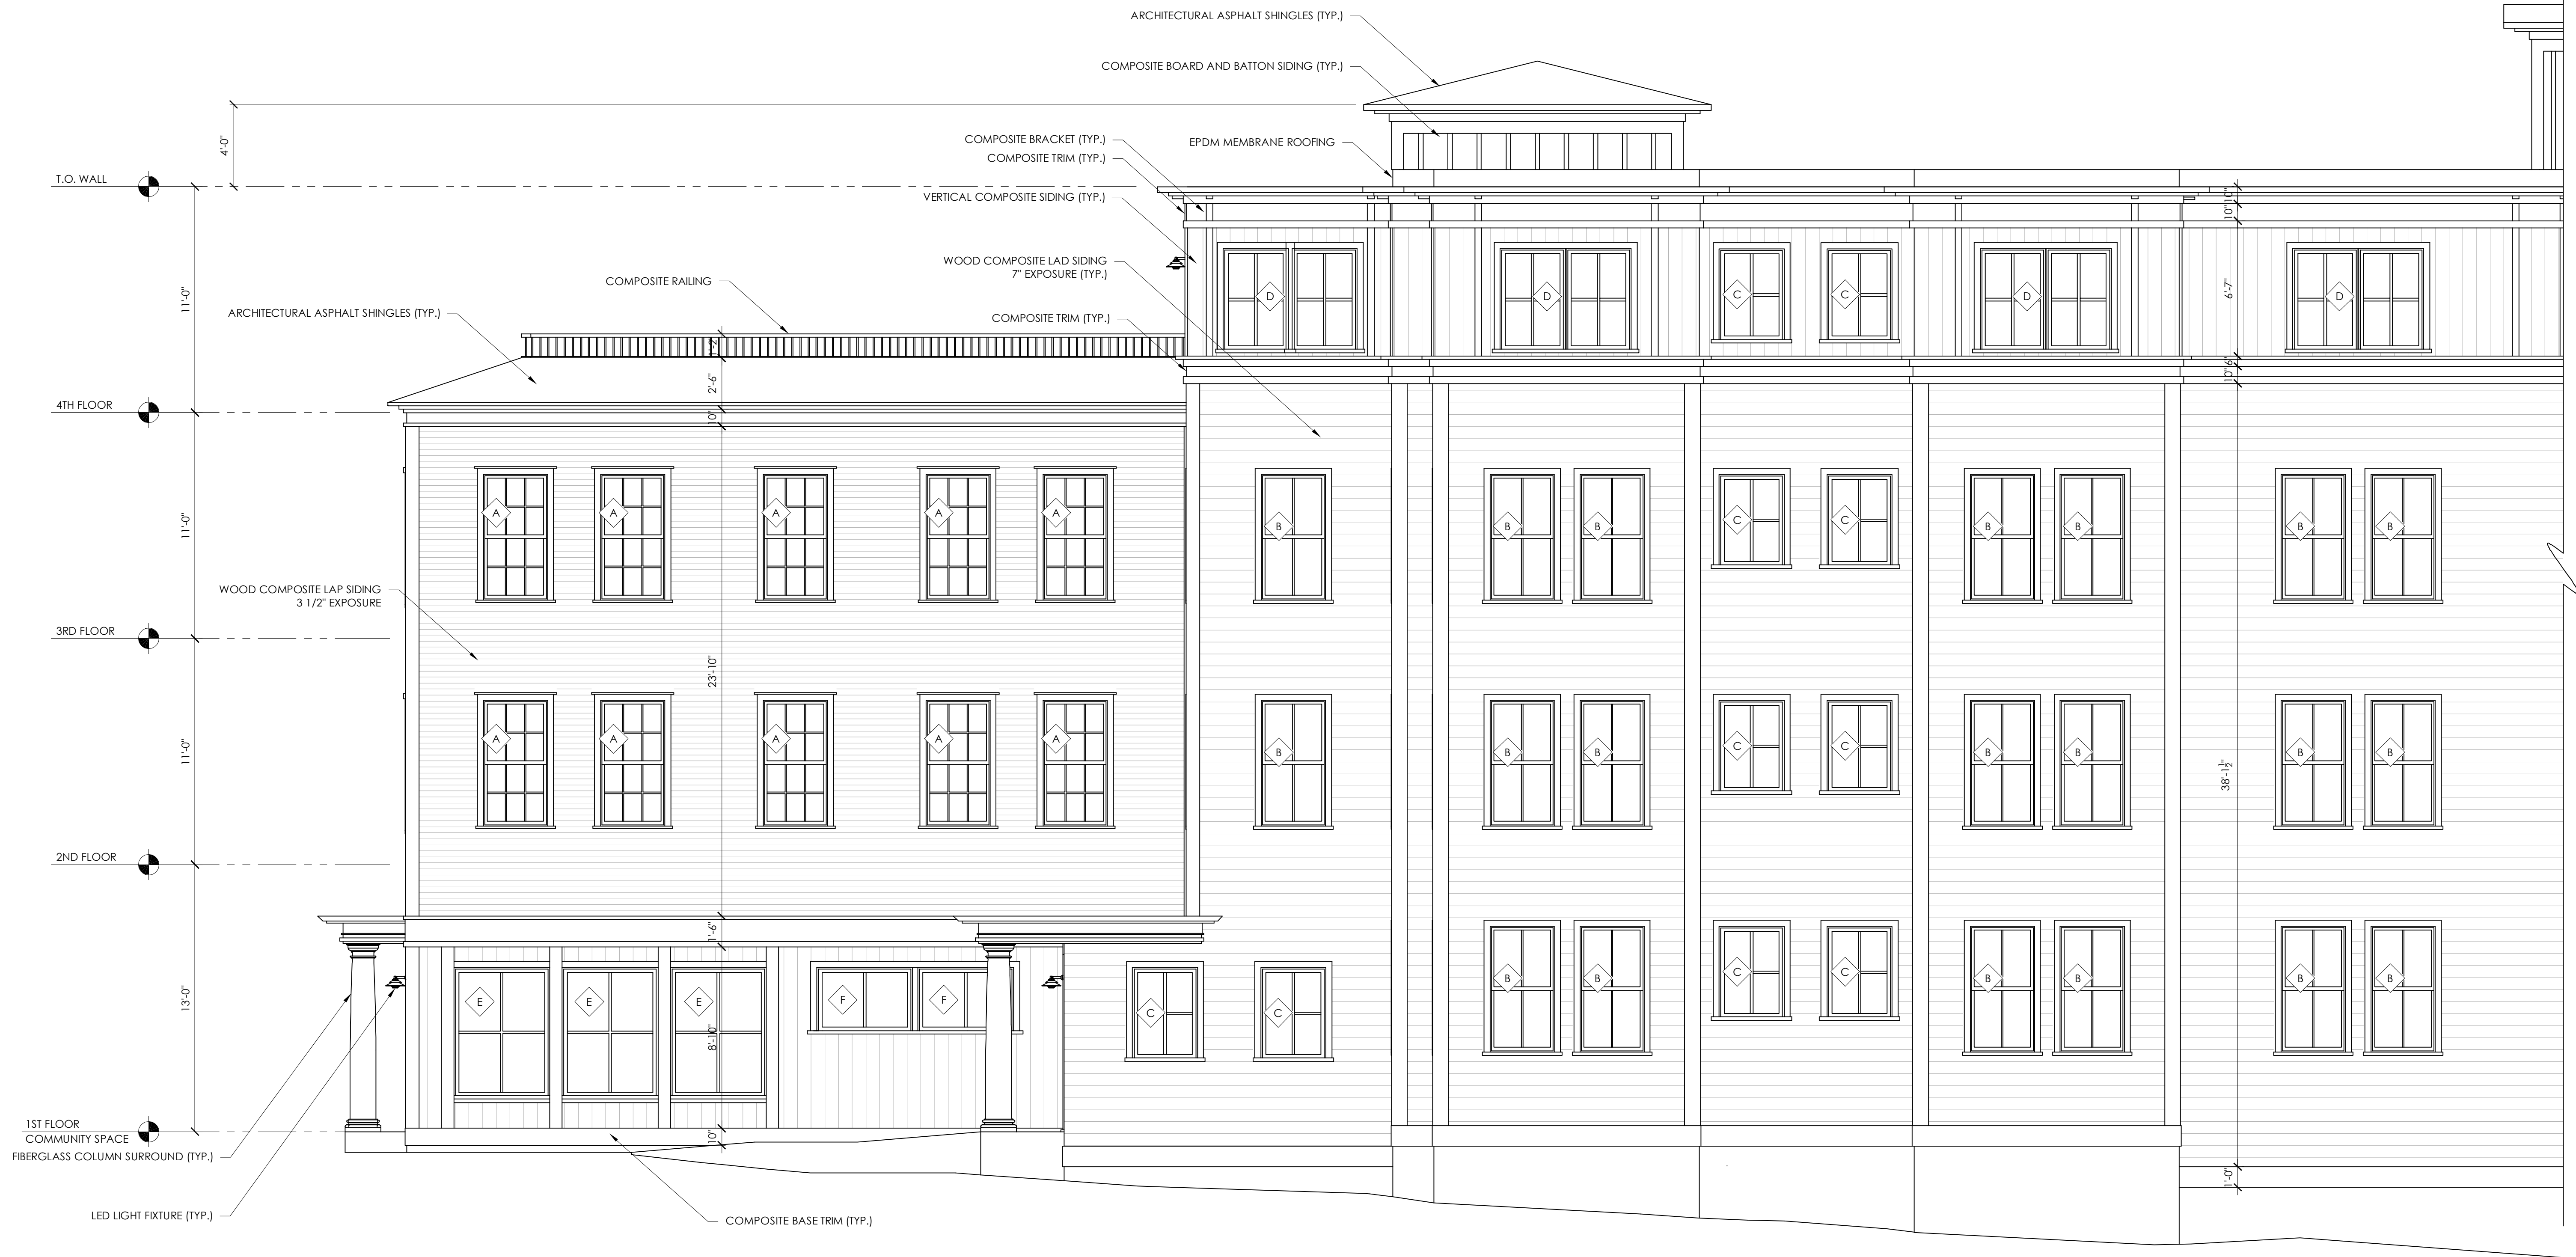 ARCHITECTURAL ASPHALT SHINGLES (TYP.)
COMPOSITE BOARD AND BATTON SIDING (TYP.)
4'-0"
COMPOSITE BRACKET (TYP.)
EPDM MEMBRANE ROOFING
COMPOSITE TRIM (TYP.)
T.O. WALL
VERTICAL COMPOSITE SIDING (TYP.)
10"
10"
WOOD COMPOSITE LAD SIDING
7" EXPOSURE (TYP.)
COMPOSITE RAILING
D
D
C
C
D
D
6'-7"
11'-0"
ARCHITECTURAL ASPHALT SHINGLES (TYP.)
COMPOSITE TRIM (TYP.)
1'-2"
6"
10"
2'-6"
4TH FLOOR
10"
A
A
A
A
A
B
B
B
C
C
B
B
B
B
11'-0"
WOOD COMPOSITE LAP SIDING
3 1/2" EXPOSURE
3RD FLOOR
23'-10"
A
A
A
A
A
B
B
B
C
C
B
B
B
B
11'-0"
38'-1 1/2"
2ND FLOOR
1'-6"
B
B
C
C
B
B
B
B
E
E
E
F
F
C
C
13'-0"
8'-10"
1ST FLOOR
COMMUNITY SPACE
10"
FIBERGLASS COLUMN SURROUND (TYP.)
1'-0"
LED LIGHT FIXTURE (TYP.)
COMPOSITE BASE TRIM (TYP.)